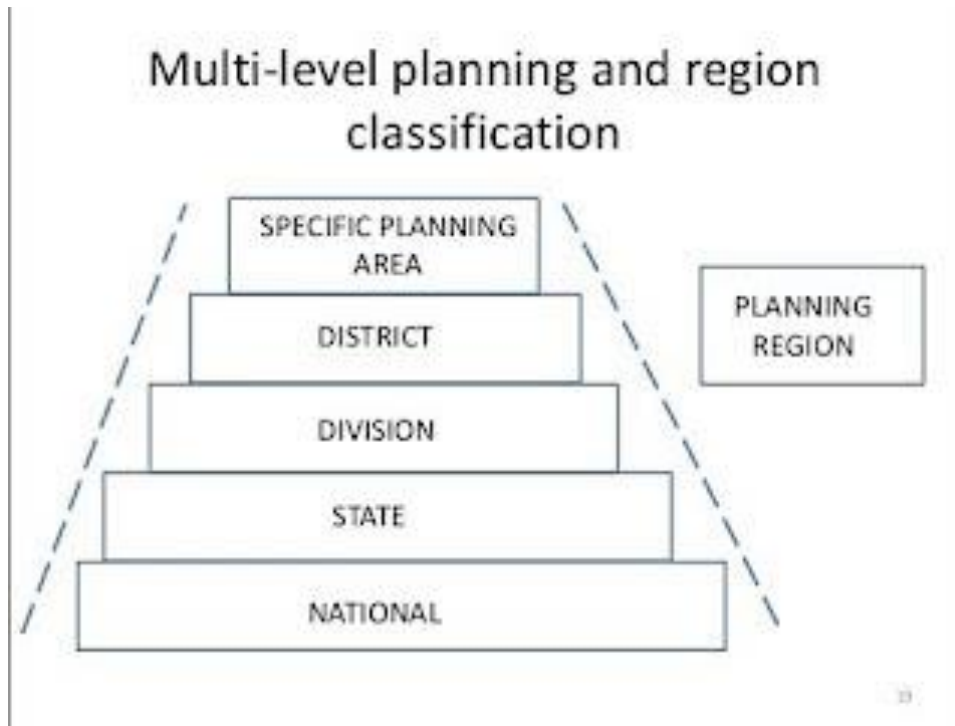 Multi-level planning and region
classification
SPECIFIC PLANNING
AREA
DISTRICT
DIVISION
STATE
NATIONAL
PLANNING
REGION